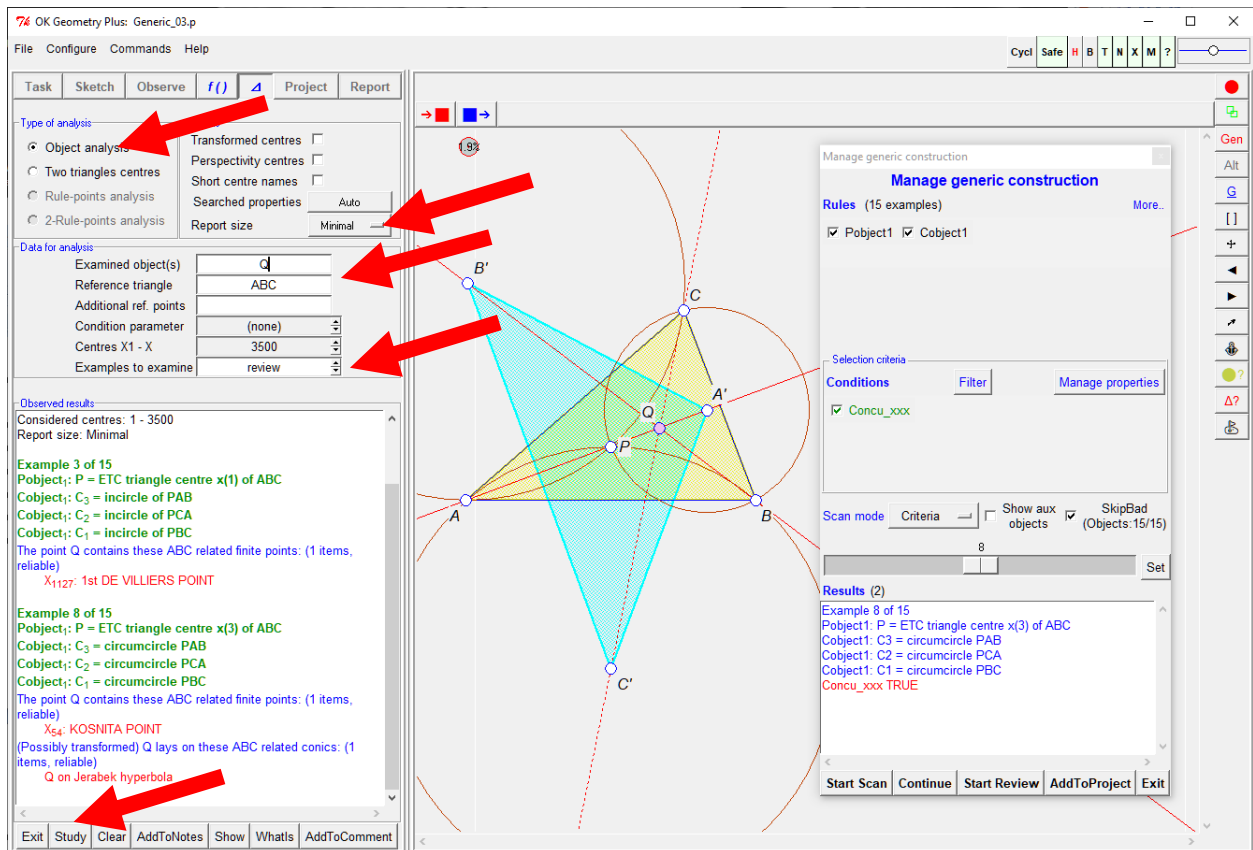 OK Geometry Plus: Generic_03.p
File Configure Commands Help
Cycl Safe H B T N X M ?
Task Sketch Observe f() Project Report
Type of analysis
Object analysis
Two triangles centres
Rule-points analysis
2-Rule-points analysis
Transformed centres
Perspectivity centres
Short centre names
Searched properties Auto
Report size Minimal
Data for analysis
Examined object(s) Q
Reference triangle ABC
Additional ref. points
Condition parameter (none)
Centres X1 - X 3500
Examples to examine review
Observed results
Considered centres: 1 - 3500
Report size: Minimal
Example 3 of 15
Pobject₁: P = ETC triangle centre x(1) of ABC
Cobject₁: C₃ = incircle of PAB
Cobject₁: C₂ = incircle of PCA
Cobject₁: C₁ = incircle of PBC
The point Q contains these ABC related finite points: (1 items,
reliable)
X₁₁₂₇: 1st DE VILLIERS POINT
Example 8 of 15
Pobject₁: P = ETC triangle centre x(3) of ABC
Cobject₁: C₃ = circumcircle PAB
Cobject₁: C₂ = circumcircle PCA
Cobject₁: C₁ = circumcircle PBC
The point Q contains these ABC related finite points: (1 items,
reliable)
X₅₄: KOSNITA POINT
(Possibly transformed) Q lays on these ABC related conics: (1
items, reliable)
Q on Jerabek hyperbola
Exit Study Clear AddToNotes Show WhatIs AddToComment
1.9%
B'
C
A'
Q
P
A
B
C'
Manage generic construction
Manage generic construction
Rules (15 examples) More..
Pobject1 Cobject1
Selection criteria
Conditions Filter Manage properties
Concu_xxx
Scan mode Criteria Show aux objects SkipBad (Objects:15/15)
8
Set
Results (2)
Example 8 of 15
Pobject1: P = ETC triangle centre x(3) of ABC
Cobject1: C3 = circumcircle PAB
Cobject1: C2 = circumcircle PCA
Cobject1: C1 = circumcircle PBC
Concu_xxx TRUE
Start Scan Continue Start Review AddToProject Exit
Gen
Alt
G
[ ]
?
Δ?